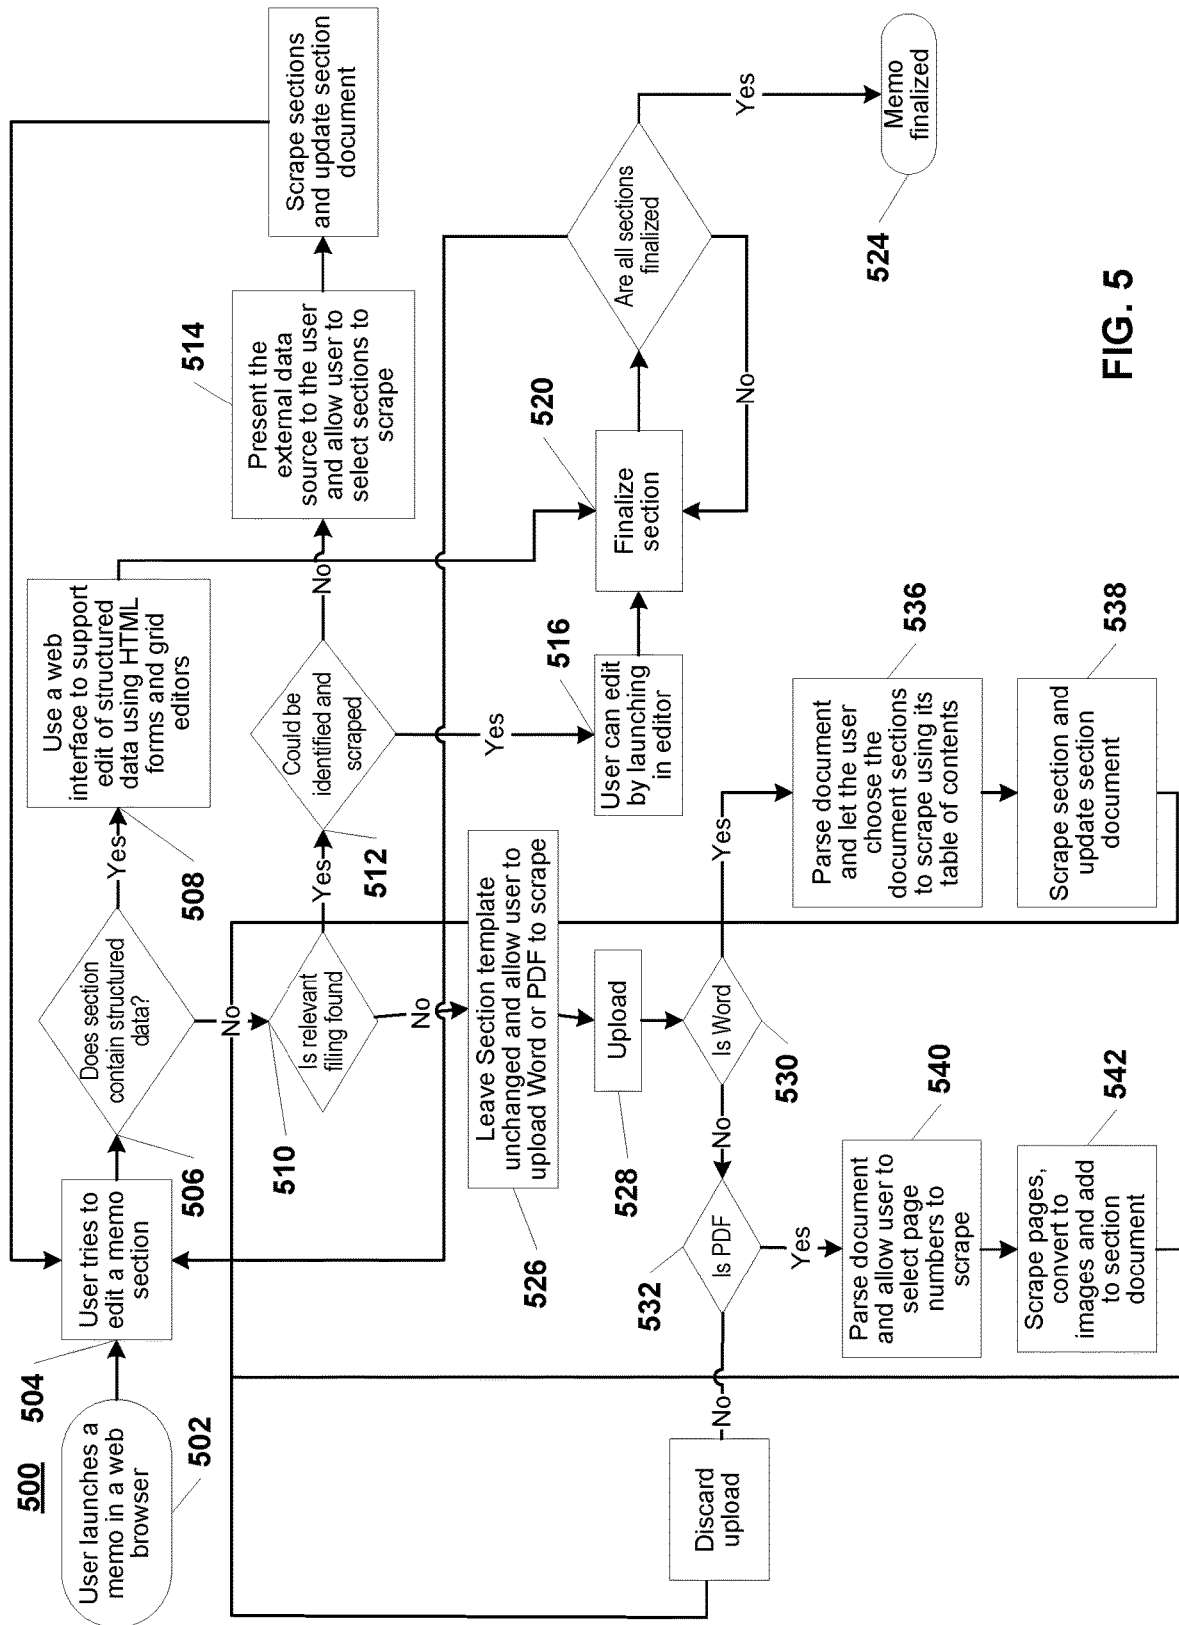 500
User launches a
memo in a web
browser
502
504
User tries to
edit a memo
section
506
Does section
contain structured
data?
Yes
508
Use a web
interface to support
edit of structured
data using HTML
forms and grid
editors
No
510
Is relevant
filing found
Yes
512
Could be
identified and
scraped
No
514
Present the
external data
source to the user
and allow user to
select sections to
scrape
Scrape sections
and update section
document
Yes
516
User can edit
by launching
in editor
520
Finalize
section
Are all sections
finalized
No
Yes
Memo
finalized
524
No
526
Leave Section template
unchanged and allow user to
upload Word or PDF to scrape
528
Upload
Is Word
530
Yes
536
Parse document
and let the user
choose the
document sections
to scrape using its
table of contents
538
Scrape section and
update section
document
No
532
Is PDF
Yes
540
Parse document
and allow user to
select page
numbers to
scrape
542
Scrape pages,
convert to
images and add
to section
document
No
Discard
upload
FIG. 5